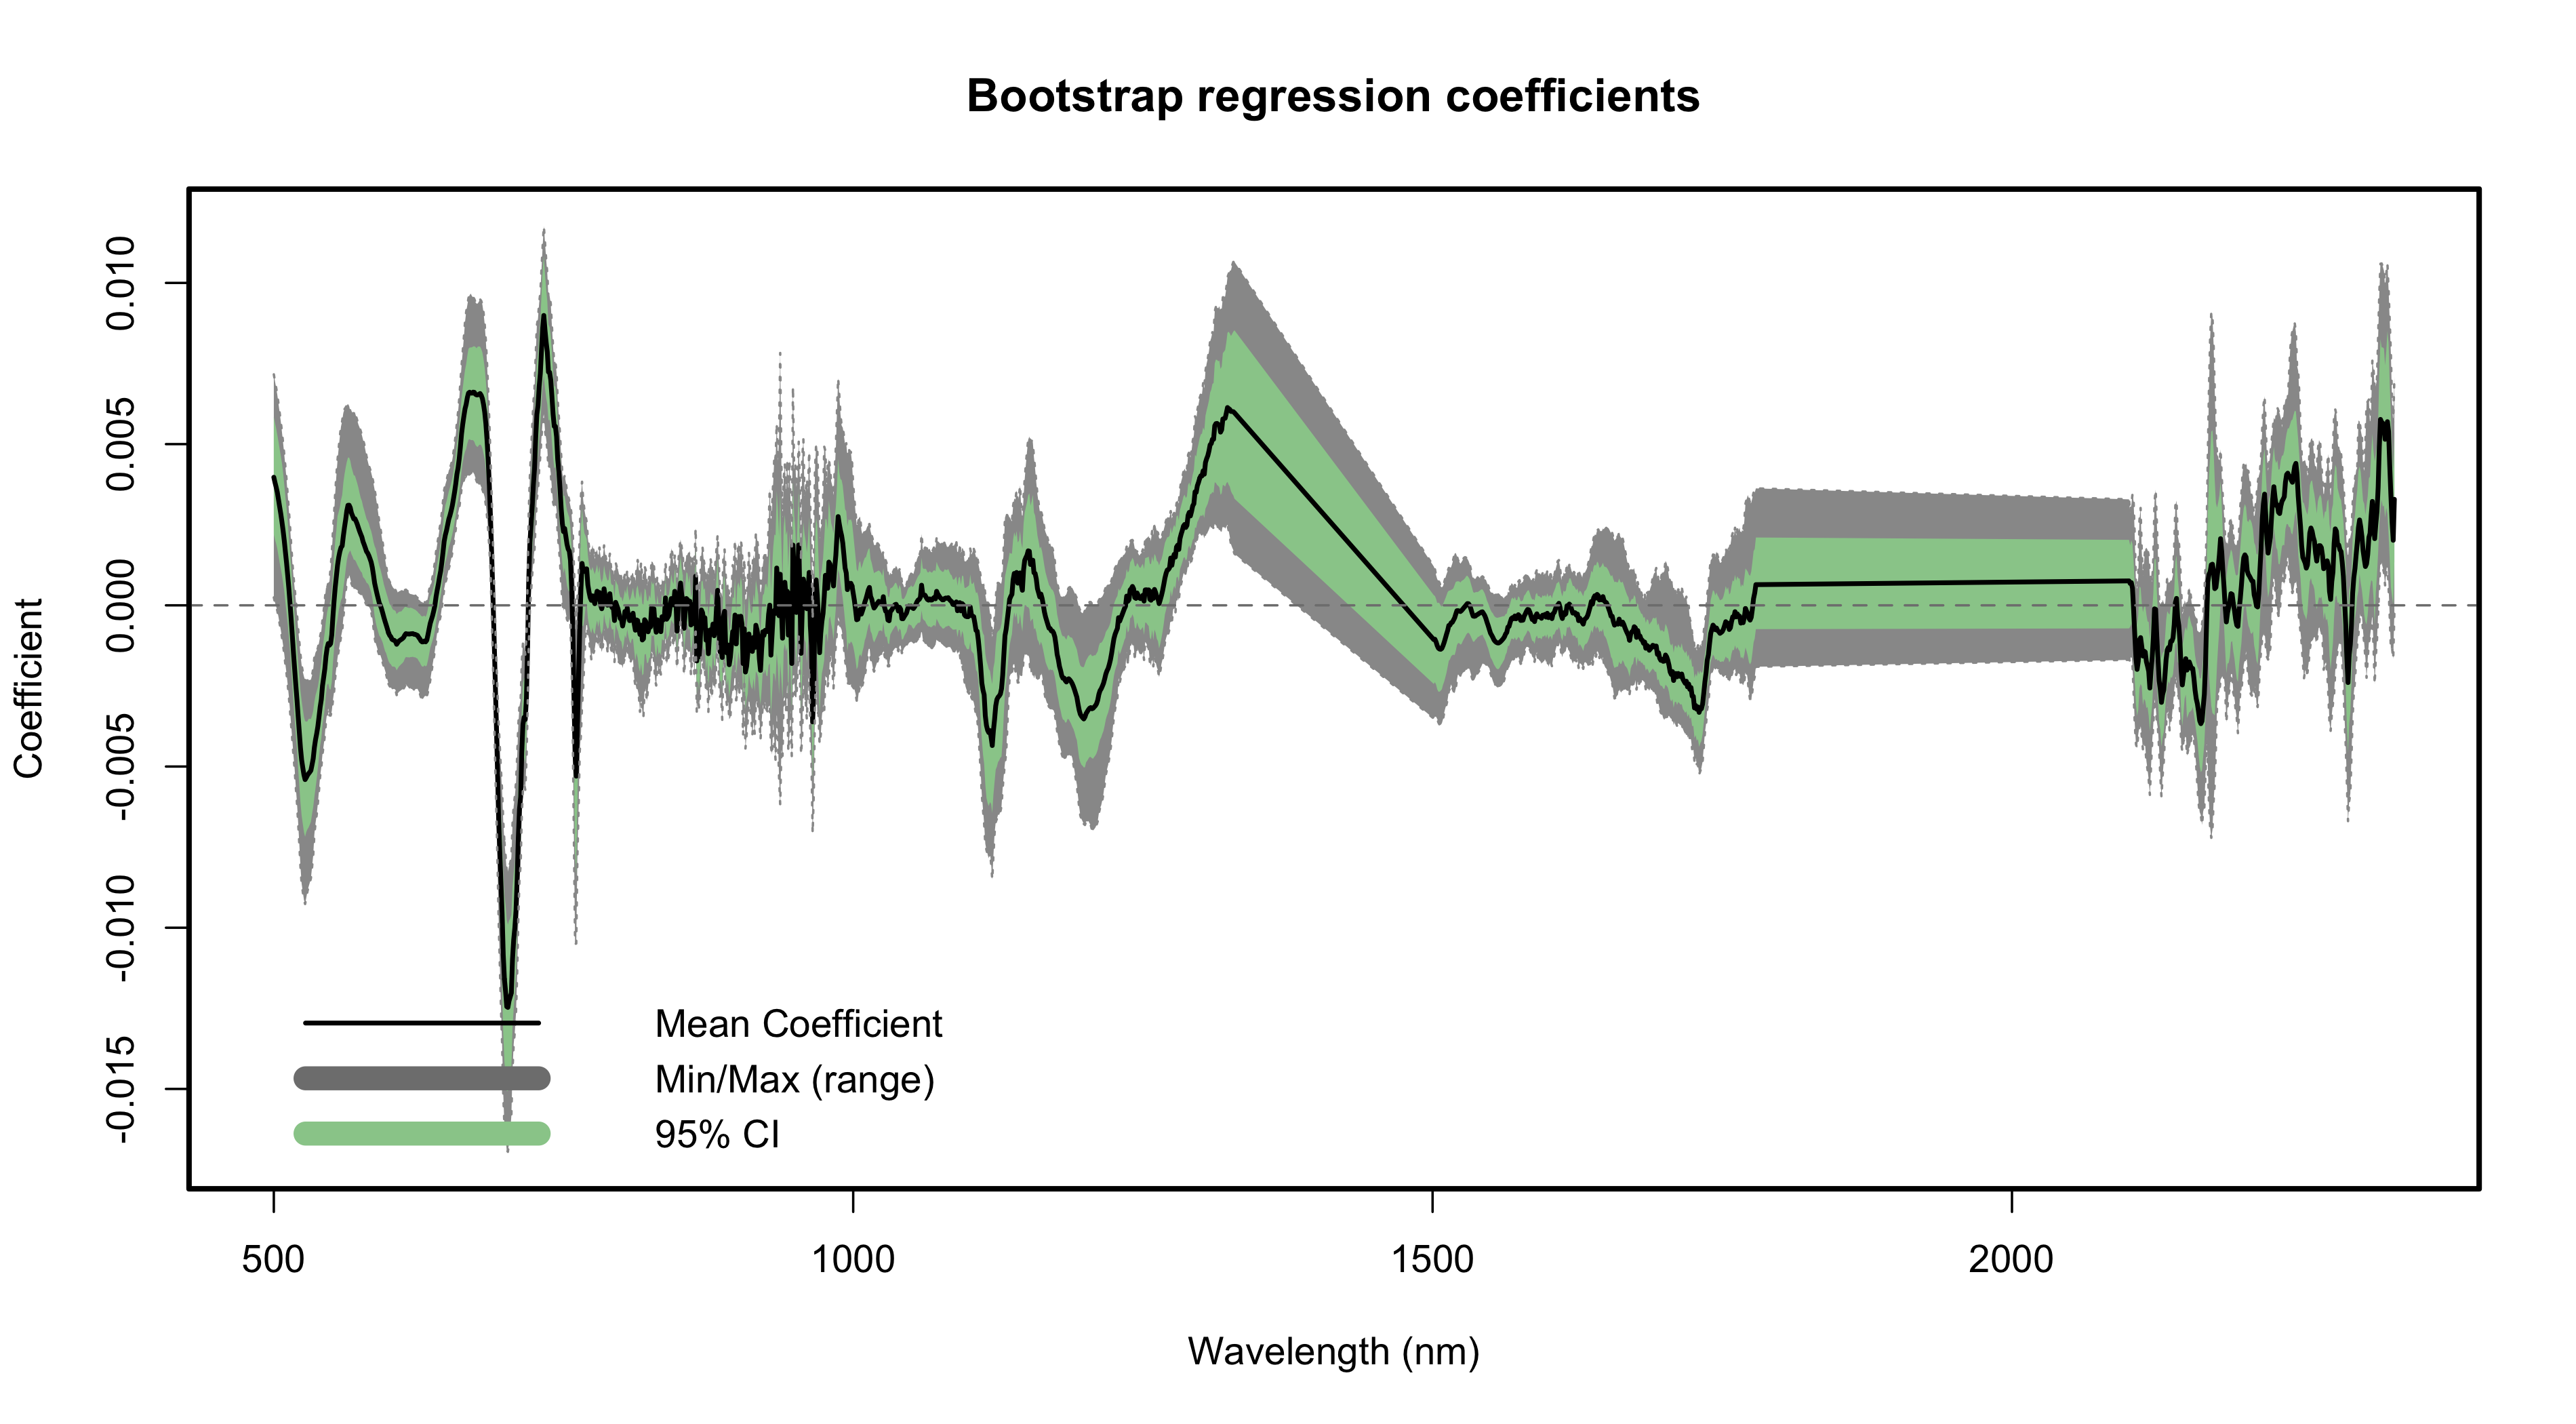 Bootstrap regression coefficients
Coefficient
0.010
0.005
0.000
-0.005
-0.010
-0.015
Mean Coefficient
Min/Max (range)
95% CI
500
1000
1500
2000
Wavelength (nm)